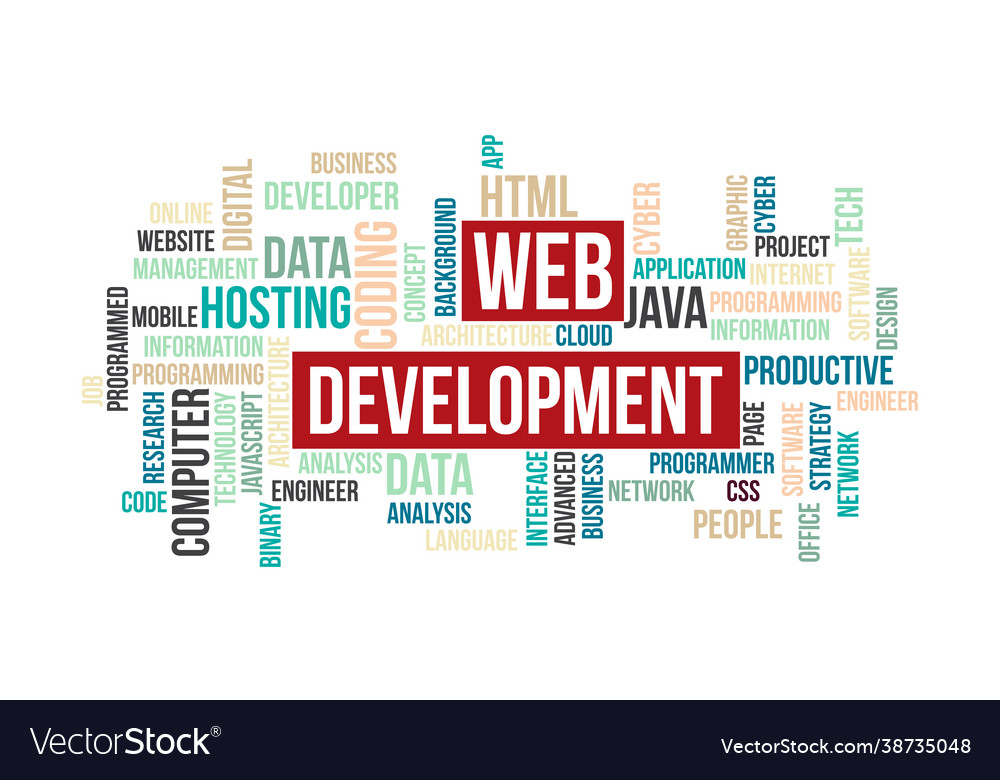 APP
BUSINESS
HTML
DIGITAL
DEVELOPER
CYBER
GRAPHIC
CYBER
TECH
ONLINE
WEBSITE
DATA
CODING
CONCEPT
BACKGROUND
WEB
PROJECT
MANAGEMENT
APPLICATION
INTERNET
SOFTWARE
MOBILE
HOSTING
JAVA
PROGRAMMING
DESIGN
PROGRAMMED
INFORMATION
ARCHITECTURE
CLOUD
INFORMATION
JOB
PROGRAMMING
ARCHITECTURE
DEVELOPMENT
PRODUCTIVE
ENGINEER
RESEARCH
COMPUTER
TECHNOLOGY
JAVASCRIPT
PAGE
SOFTWARE
STRATEGY
NETWORK
ANALYSIS
DATA
INTERFACE
ADVANCED
BUSINESS
PROGRAMMER
CODE
ENGINEER
NETWORK
CSS
BINARY
ANALYSIS
PEOPLE
OFFICE
LANGUAGE
VectorStock®
VectorStock.com/38735048